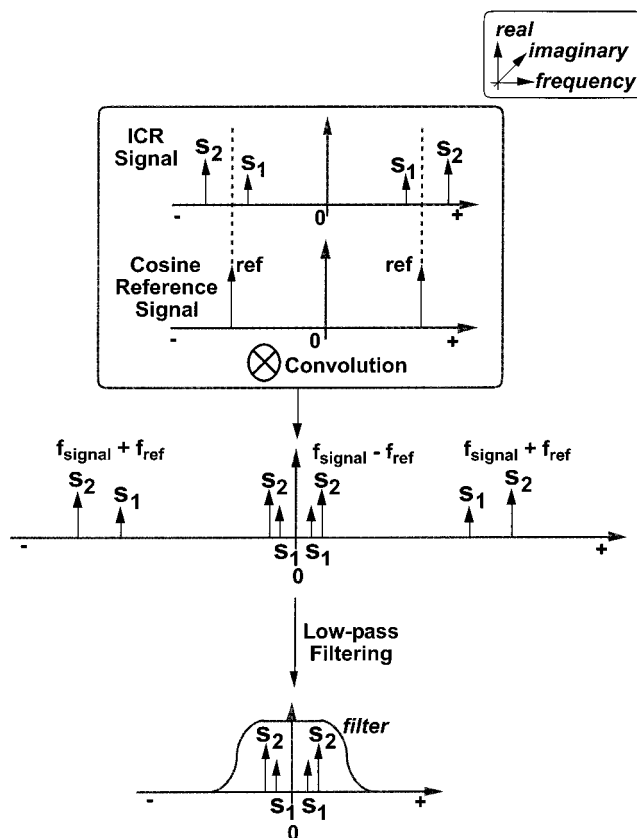 real
imaginary
frequency
ICR
Signal
S2 S1 S1 S2
- 0 +
Cosine
Reference
Signal
ref ref
- 0 +
⊗ Convolution
fsignal + fref fsignal - fref fsignal + fref
S2 S1 S2 S2 S1 S2
S1 S1
- 0 +
Low-pass
Filtering
filter
S2 S2
S1 S1
- 0 +